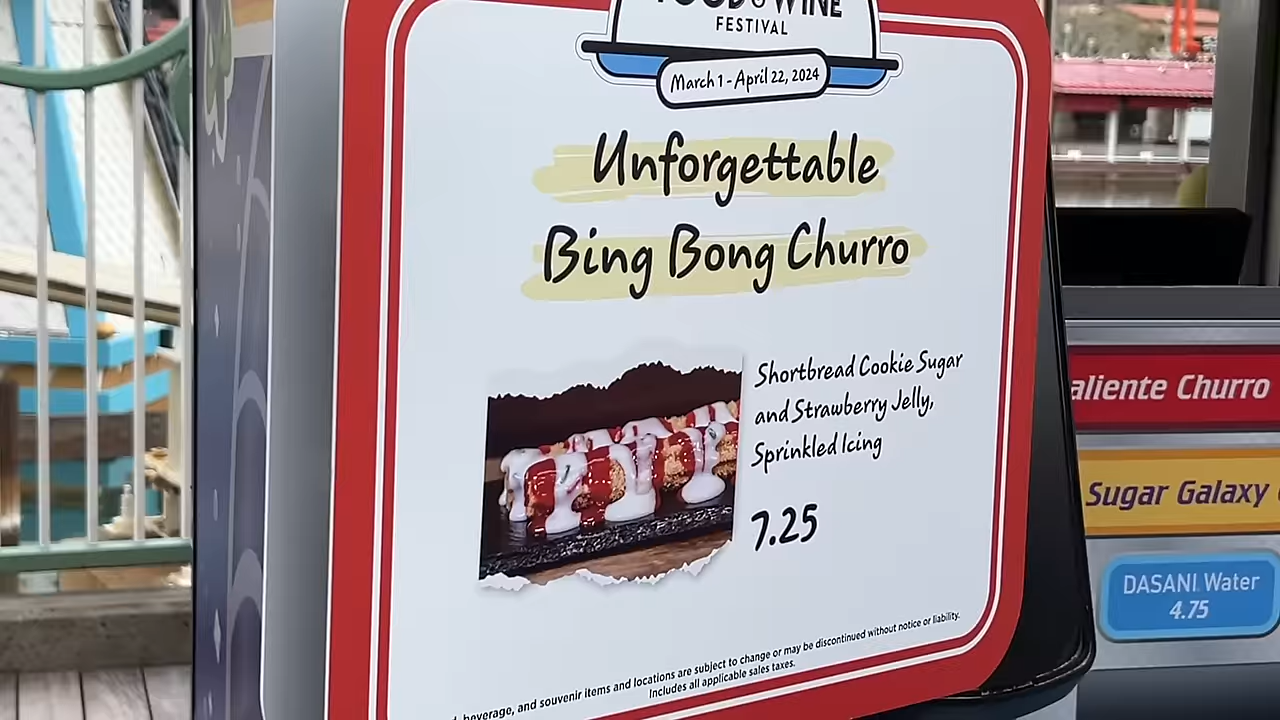 FOOD & WINE
FESTIVAL
March 1 - April 22, 2024
Unforgettable
Bing Bong Churro
Shortbread Cookie Sugar
and Strawberry Jelly,
Sprinkled Icing
7.25
beverage, and souvenir items and locations are subject to change or may be discontinued without notice or liability.
Includes all applicable sales taxes.
aliente Churro
Sugar Galaxy
DASANI Water
4.75